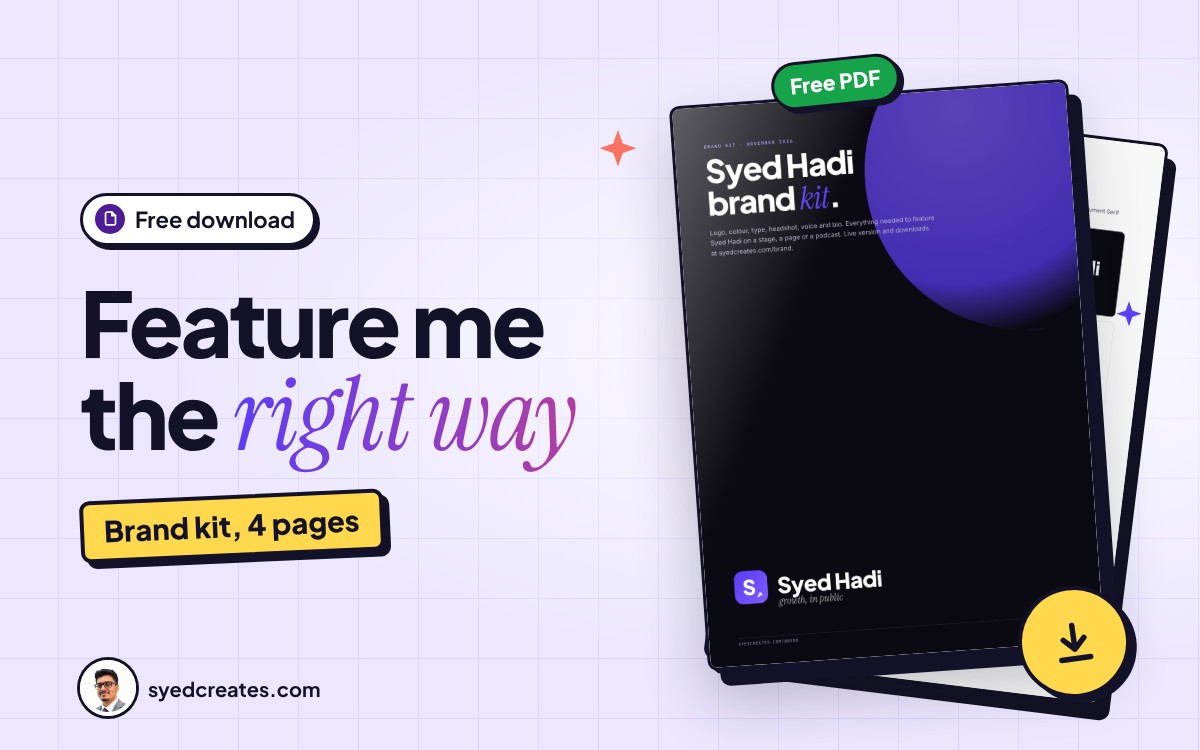 Free download
Feature me
the right way
Brand kit, 4 pages
syedcreates.com
Free PDF
BRAND KIT · NOVEMBER 2026
Syed Hadi
brand kit.
Logo, colour, type, headshot, voice and bio. Everything needed to feature
Syed Hadi on a stage, a page or a podcast. Live version and downloads
at syedcreates.com/brand.
S
Syed Hadi
growth, in public
SYEDCREATES.COM/BRAND
Serif